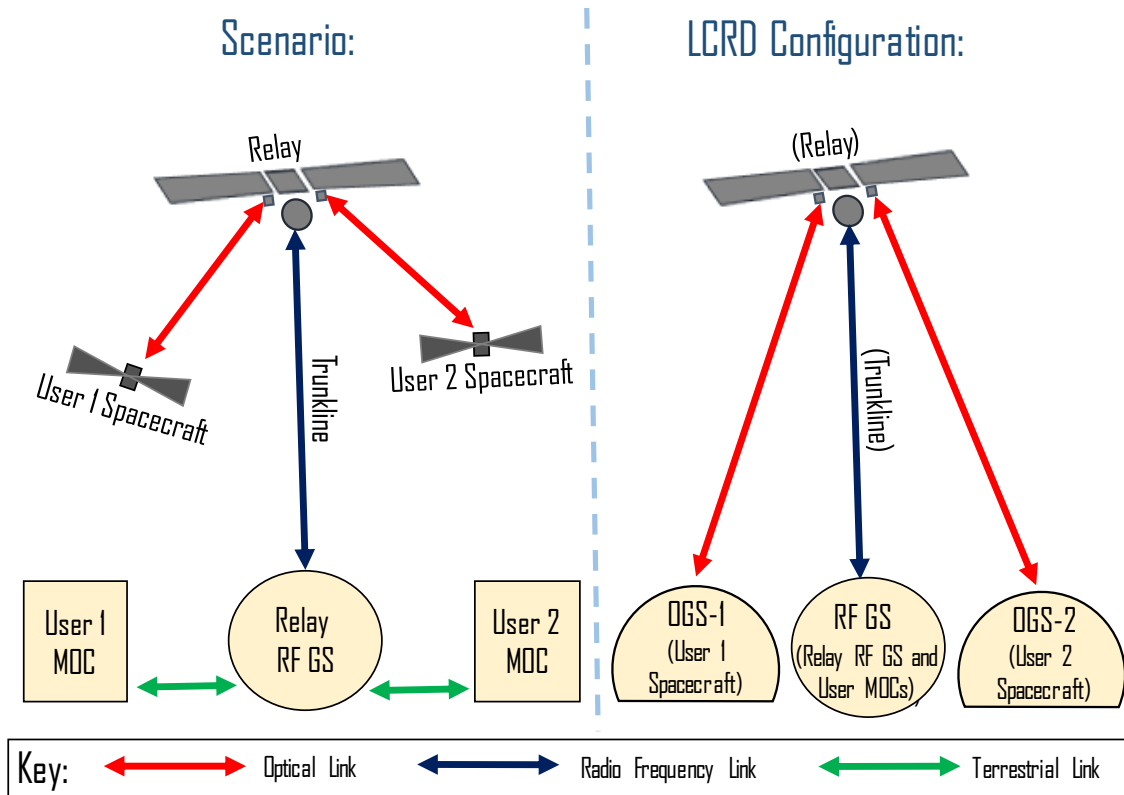 Scenario:
LCRD Configuration:
Relay
User 1 Spacecraft
User 2 Spacecraft
Trunkline
User 1
MOC
Relay
RF GS
User 2
MOC
(Relay)
(Trunkline)
OGS-1
(User 1
Spacecraft)
RF GS
(Relay RF GS and
User MOCs)
OGS-2
(User 2
Spacecraft)
Key:
Optical Link
Radio Frequency Link
Terrestrial Link